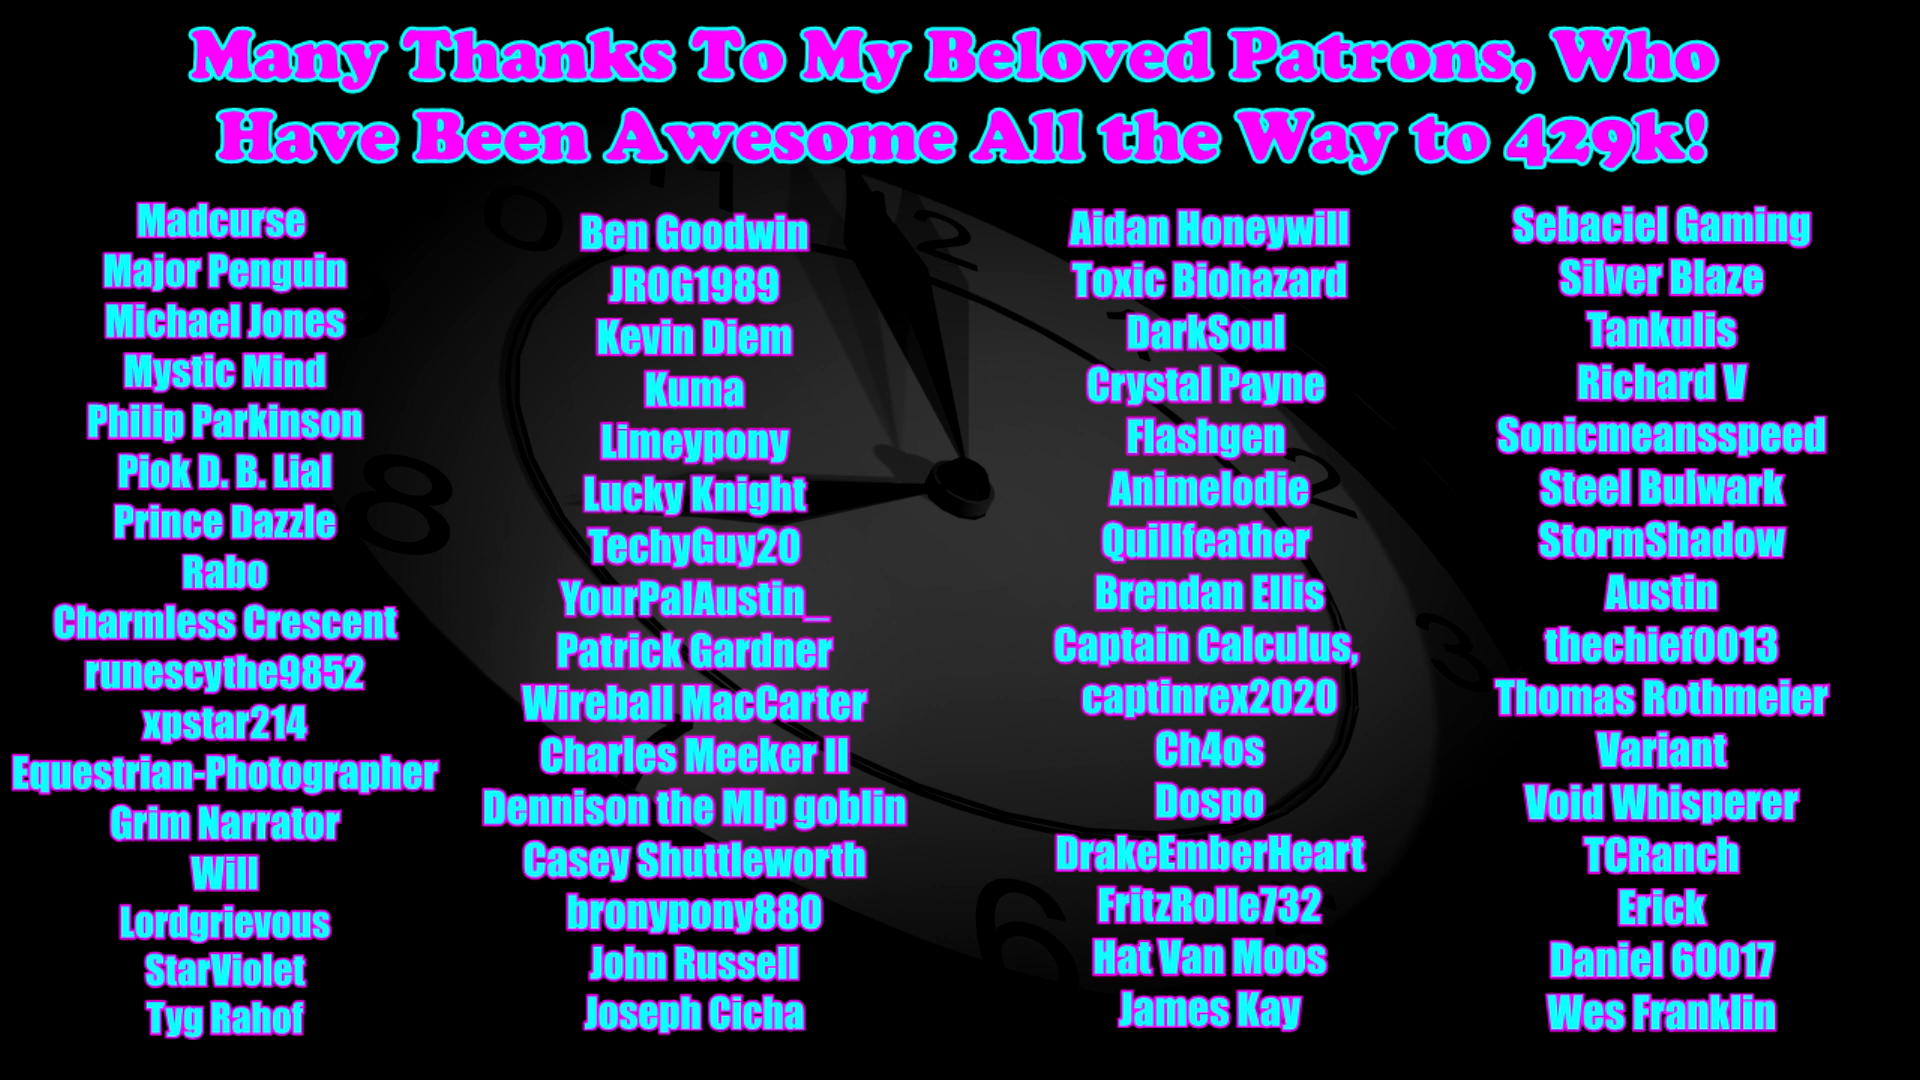 Many Thanks To My Beloved Patrons, Who
Have Been Awesome All the Way to 429k!
Madcurse
Major Penguin
Michael Jones
Mystic Mind
Philip Parkinson
Piok D. B. Lial
Prince Dazzle
Rabo
Charmless Crescent
runescythe9852
xpstar214
Equestrian-Photographer
Grim Narrator
Will
Lordgrievous
StarViolet
Tyg Rahof
Ben Goodwin
JROG1989
Kevin Diem
Kuma
Limeypony
Lucky Knight
TechyGuy20
YourPalAustin_
Patrick Gardner
Wireball MacCarter
Charles Meeker II
Dennison the Mlp goblin
Casey Shuttleworth
bronypony880
John Russell
Joseph Cicha
Aidan Honeywill
Toxic Biohazard
DarkSoul
Crystal Payne
Flashgen
Animelodie
Quillfeather
Brendan Ellis
Captain Calculus,
captinrex2020
Ch4os
Dospo
DrakeEmberHeart
FritzRolle732
Hat Van Moos
James Kay
Sebaciel Gaming
Silver Blaze
Tankulis
Richard V
Sonicmeansspeed
Steel Bulwark
StormShadow
Austin
thechief0013
Thomas Rothmeier
Variant
Void Whisperer
TCRanch
Erick
Daniel 60017
Wes Franklin